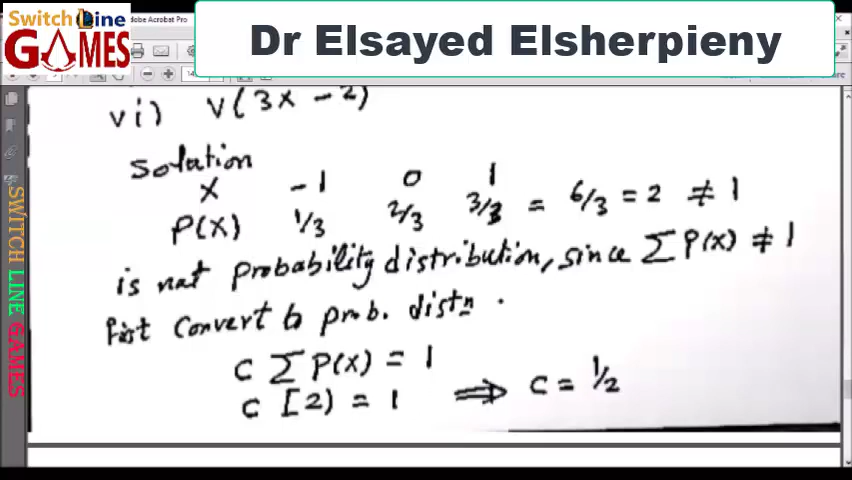 Adobe Acrobat Pro
Switch Line
GAMES
Dr Elsayed Elsherpieny
vi) V(3x - 2)
Solution
X -1 0 1
P(X) 1/3 2/3 3/3 = 6/3 = 2 ≠ 1
is not probability distribution, since ∑ P(x) ≠ 1
First convert to prob. distn.
C ∑ P(X) = 1
C [2) = 1 ⟹ C = 1/2
SWITCH LINE GAMES